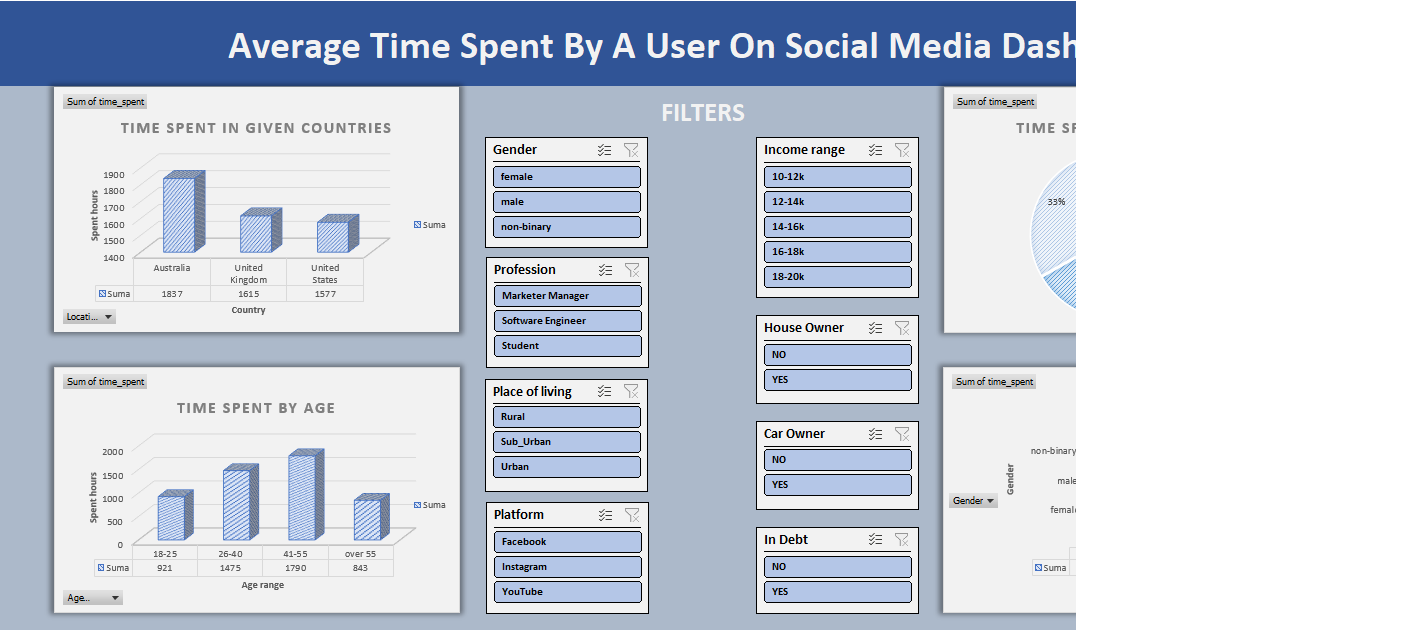 Average Time Spent By A User On Social Media Dash
Sum of time_spent
TIME SPENT IN GIVEN COUNTRIES
1900
1800
1700
1600
1500
1400
Spent hours
Australia
United Kingdom
United States
Suma 1837 1615 1577
Country
Suma
Locati...
Sum of time_spent
TIME SPENT BY AGE
2000
1500
1000
500
0
Spent hours
18-25 26-40 41-55 over 55
Suma 921 1475 1790 843
Age range
Suma
Age...
FILTERS
Gender
female
male
non-binary
Profession
Marketer Manager
Software Engineer
Student
Place of living
Rural
Sub_Urban
Urban
Platform
Facebook
Instagram
YouTube
Income range
10-12k
12-14k
14-16k
16-18k
18-20k
House Owner
NO
YES
Car Owner
NO
YES
In Debt
NO
YES
Sum of time_spent
TIME
33%
Sum of time_spent
non-binary
male
female
Gender
Gender
Suma